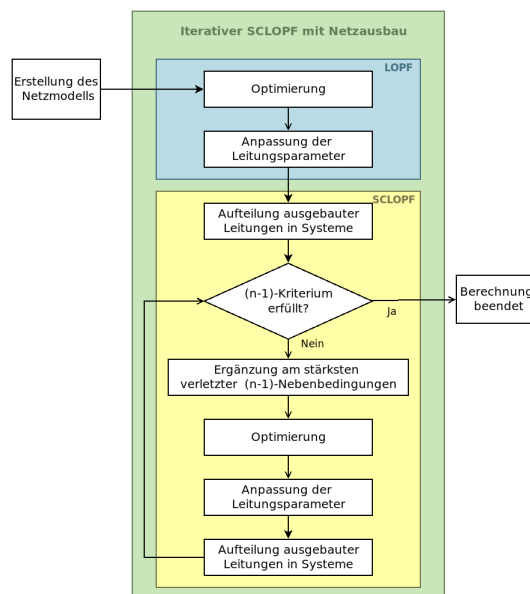 Iterativer SCLOPF mit Netzausbau
Erstellung des
Netzmodells
LOPF
Optimierung
Anpassung der
Leitungsparameter
SCLOPF
Aufteilung ausgebauter
Leitungen in Systeme
(n-1)-Kriterium
erfüllt?
Ja
Berechnung
beendet
Nein
Ergänzung am stärksten
verletzter (n-1)-Nebenbedingungen
Optimierung
Anpassung der
Leitungsparameter
Aufteilung ausgebauter
Leitungen in Systeme